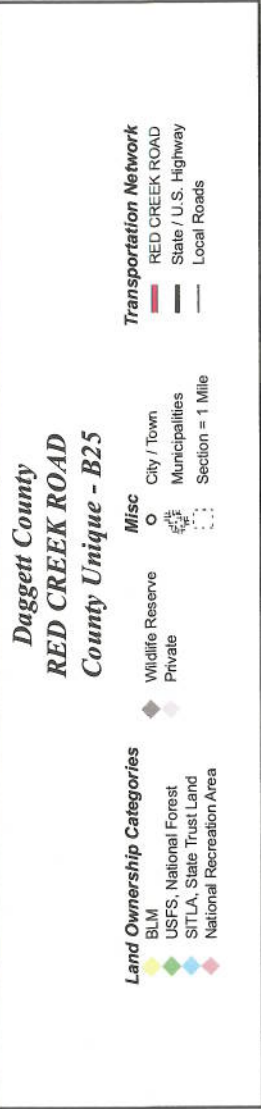 Daggett County
RED CREEK ROAD
County Unique - B25
Land Ownership Categories
BLM
USFS, National Forest
SITLA, State Trust Land
National Recreation Area
Wildlife Reserve
Private
Misc
City / Town
Municipalities
Section = 1 Mile
Transportation Network
RED CREEK ROAD
State / U.S. Highway
Local Roads